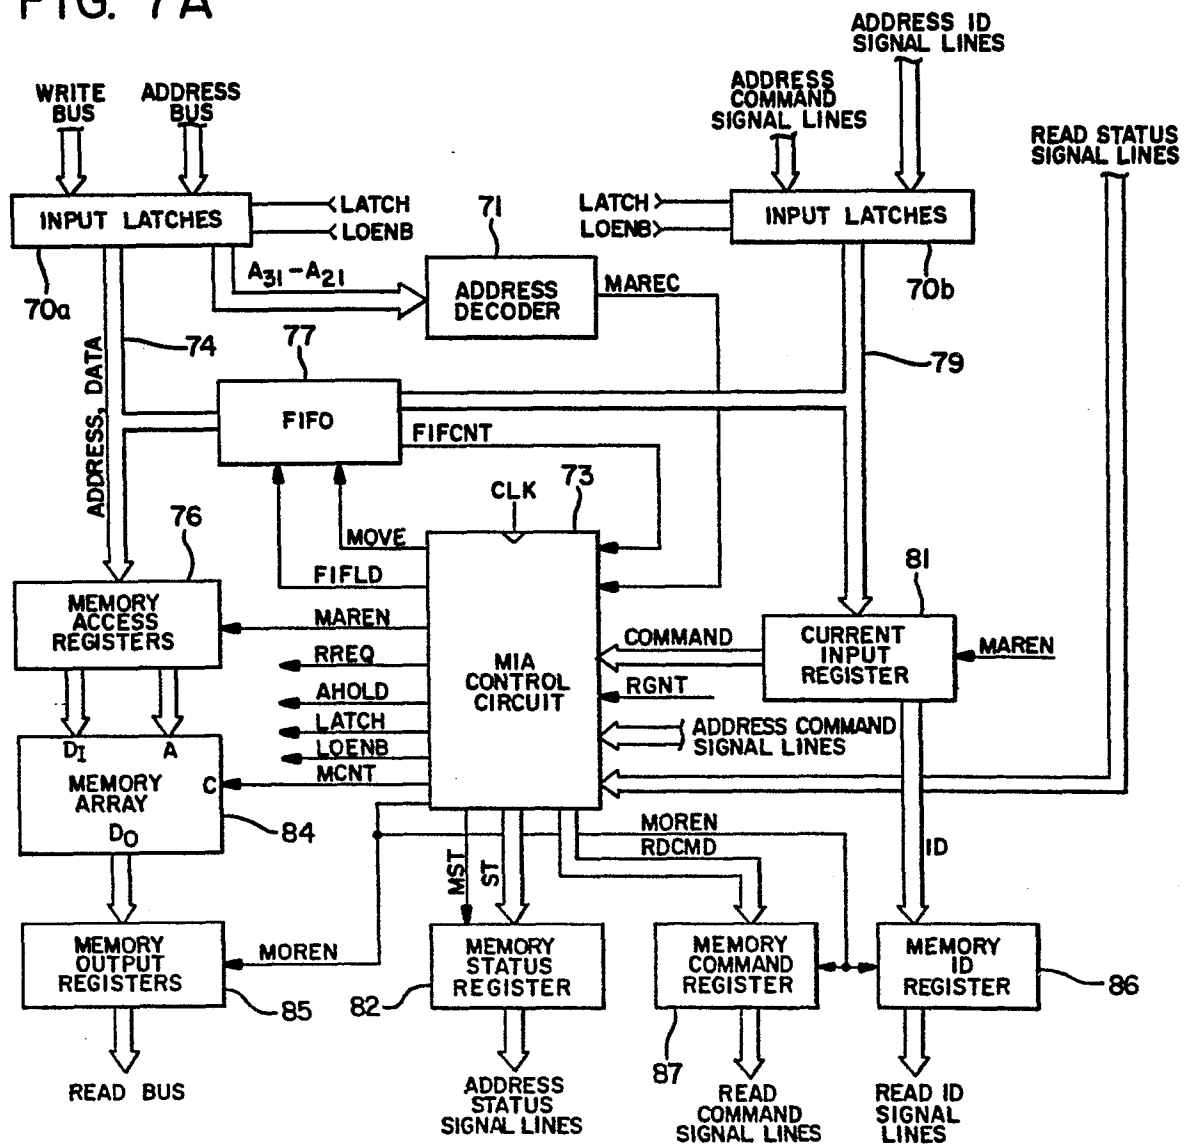 FIG. 7A
ADDRESS ID
SIGNAL LINES
WRITE
BUS
ADDRESS
BUS
ADDRESS
COMMAND
SIGNAL LINES
READ STATUS
SIGNAL LINES
INPUT LATCHES
LATCH
LOENB
70a
A31-A21
71
ADDRESS
DECODER
MAREC
LATCH
LOENB
INPUT LATCHES
70b
74
ADDRESS, DATA
77
FIFO
FIFCNT
79
CLK
73
MOVE
FIFLD
76
MEMORY
ACCESS
REGISTERS
MAREN
RREQ
AHOLD
LATCH
LOENB
MCNT
MIA
CONTROL
CIRCUIT
COMMAND
RGNT
ADDRESS COMMAND
SIGNAL LINES
81
CURRENT
INPUT
REGISTER
MAREN
DI
A
MEMORY
ARRAY
C
DO
84
MST
ST
MOREN
RDCMD
ID
MEMORY
OUTPUT
REGISTERS
85
MOREN
MEMORY
STATUS
REGISTER
82
MEMORY
COMMAND
REGISTER
87
MEMORY
ID
REGISTER
86
READ BUS
ADDRESS
STATUS
SIGNAL LINES
READ
COMMAND
SIGNAL LINES
READ ID
SIGNAL
LINES